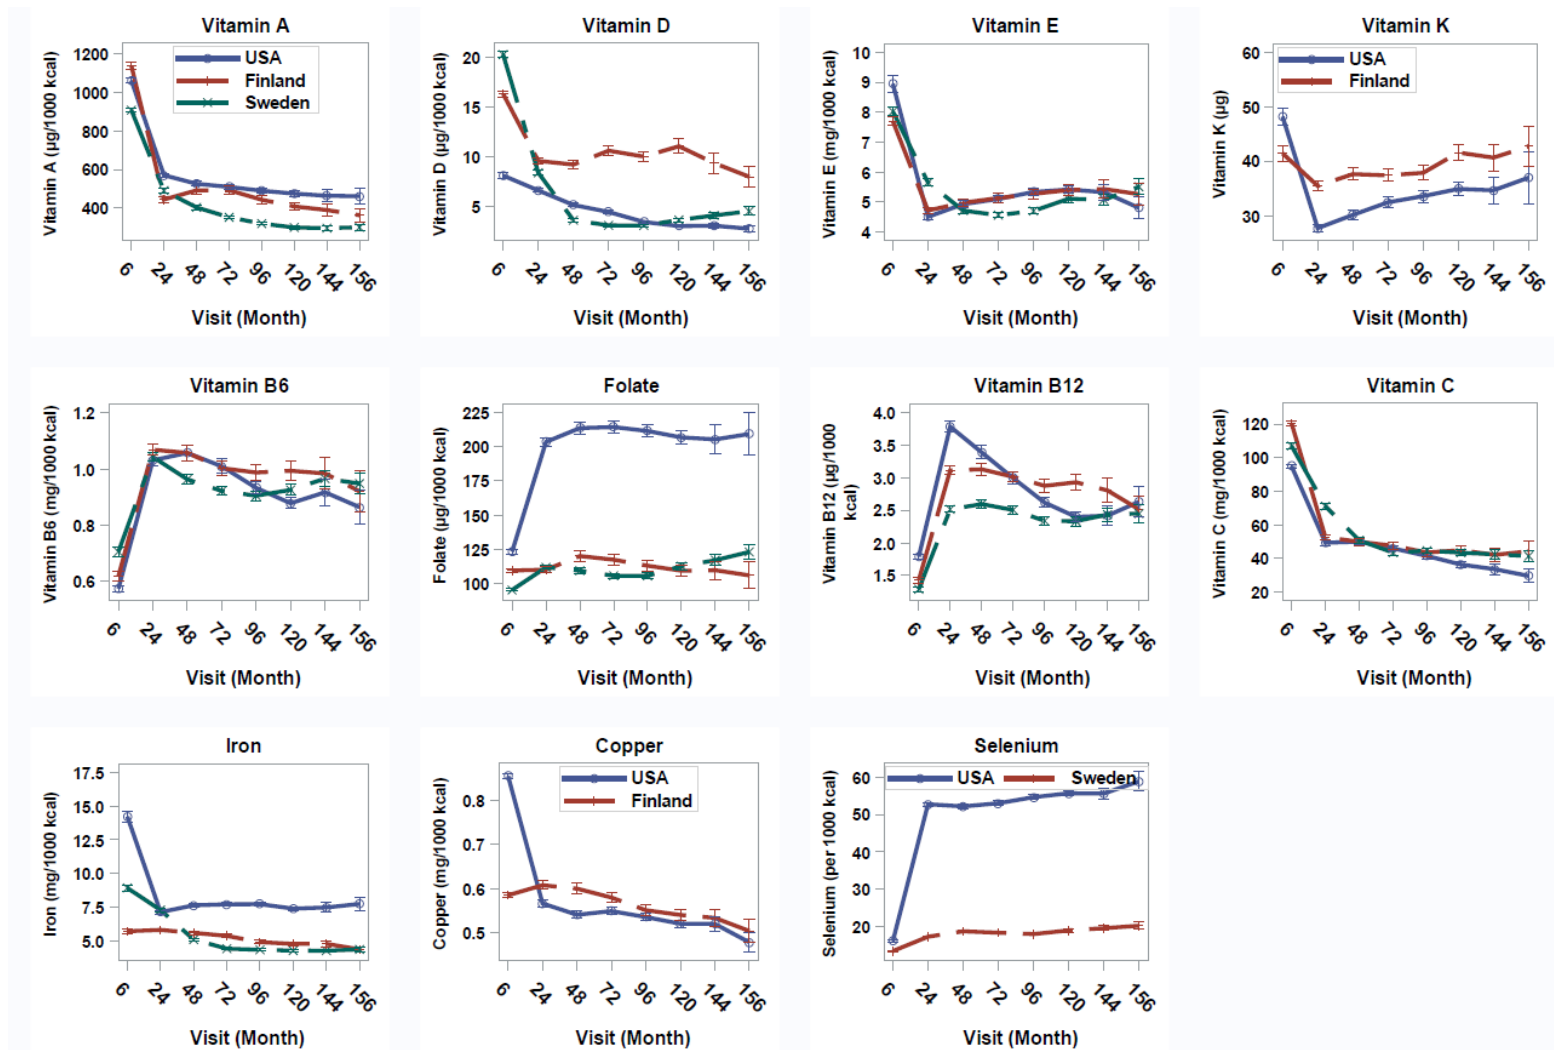 Vitamin A
Vitamin A (µg/1000 kcal)
1200
1000
800
600
400
USA
Finland
Sweden
6 24 48 72 96 120 144 156
Visit (Month)
Vitamin D
Vitamin D (µg/1000 kcal)
20
15
10
5
6 24 48 72 96 120 144 156
Visit (Month)
Vitamin E
Vitamin E (mg/1000 kcal)
10
9
8
7
6
5
4
6 24 48 72 96 120 144 156
Visit (Month)
Vitamin K
Vitamin K (µg)
60
50
40
30
USA
Finland
6 24 48 72 96 120 144 156
Visit (Month)
Vitamin B6
Vitamin B6 (mg/1000 kcal)
1.2
1.0
0.8
0.6
6 24 48 72 96 120 144 156
Visit (Month)
Folate
Folate (µg/1000 kcal)
225
200
175
150
125
100
6 24 48 72 96 120 144 156
Visit (Month)
Vitamin B12
Vitamin B12 (µg/1000
kcal)
4.0
3.5
3.0
2.5
2.0
1.5
6 24 48 72 96 120 144 156
Visit (Month)
Vitamin C
Vitamin C (mg/1000 kcal)
120
100
80
60
40
20
6 24 48 72 96 120 144 156
Visit (Month)
Iron
Iron (mg/1000 kcal)
17.5
15.0
12.5
10.0
7.5
5.0
6 24 48 72 96 120 144 156
Visit (Month)
Copper
Copper (mg/1000 kcal)
0.8
0.7
0.6
0.5
USA
Finland
6 24 48 72 96 120 144 156
Visit (Month)
Selenium
Selenium (per 1000 kcal)
60
50
40
30
20
USA Sweden
6 24 48 72 96 120 144 156
Visit (Month)